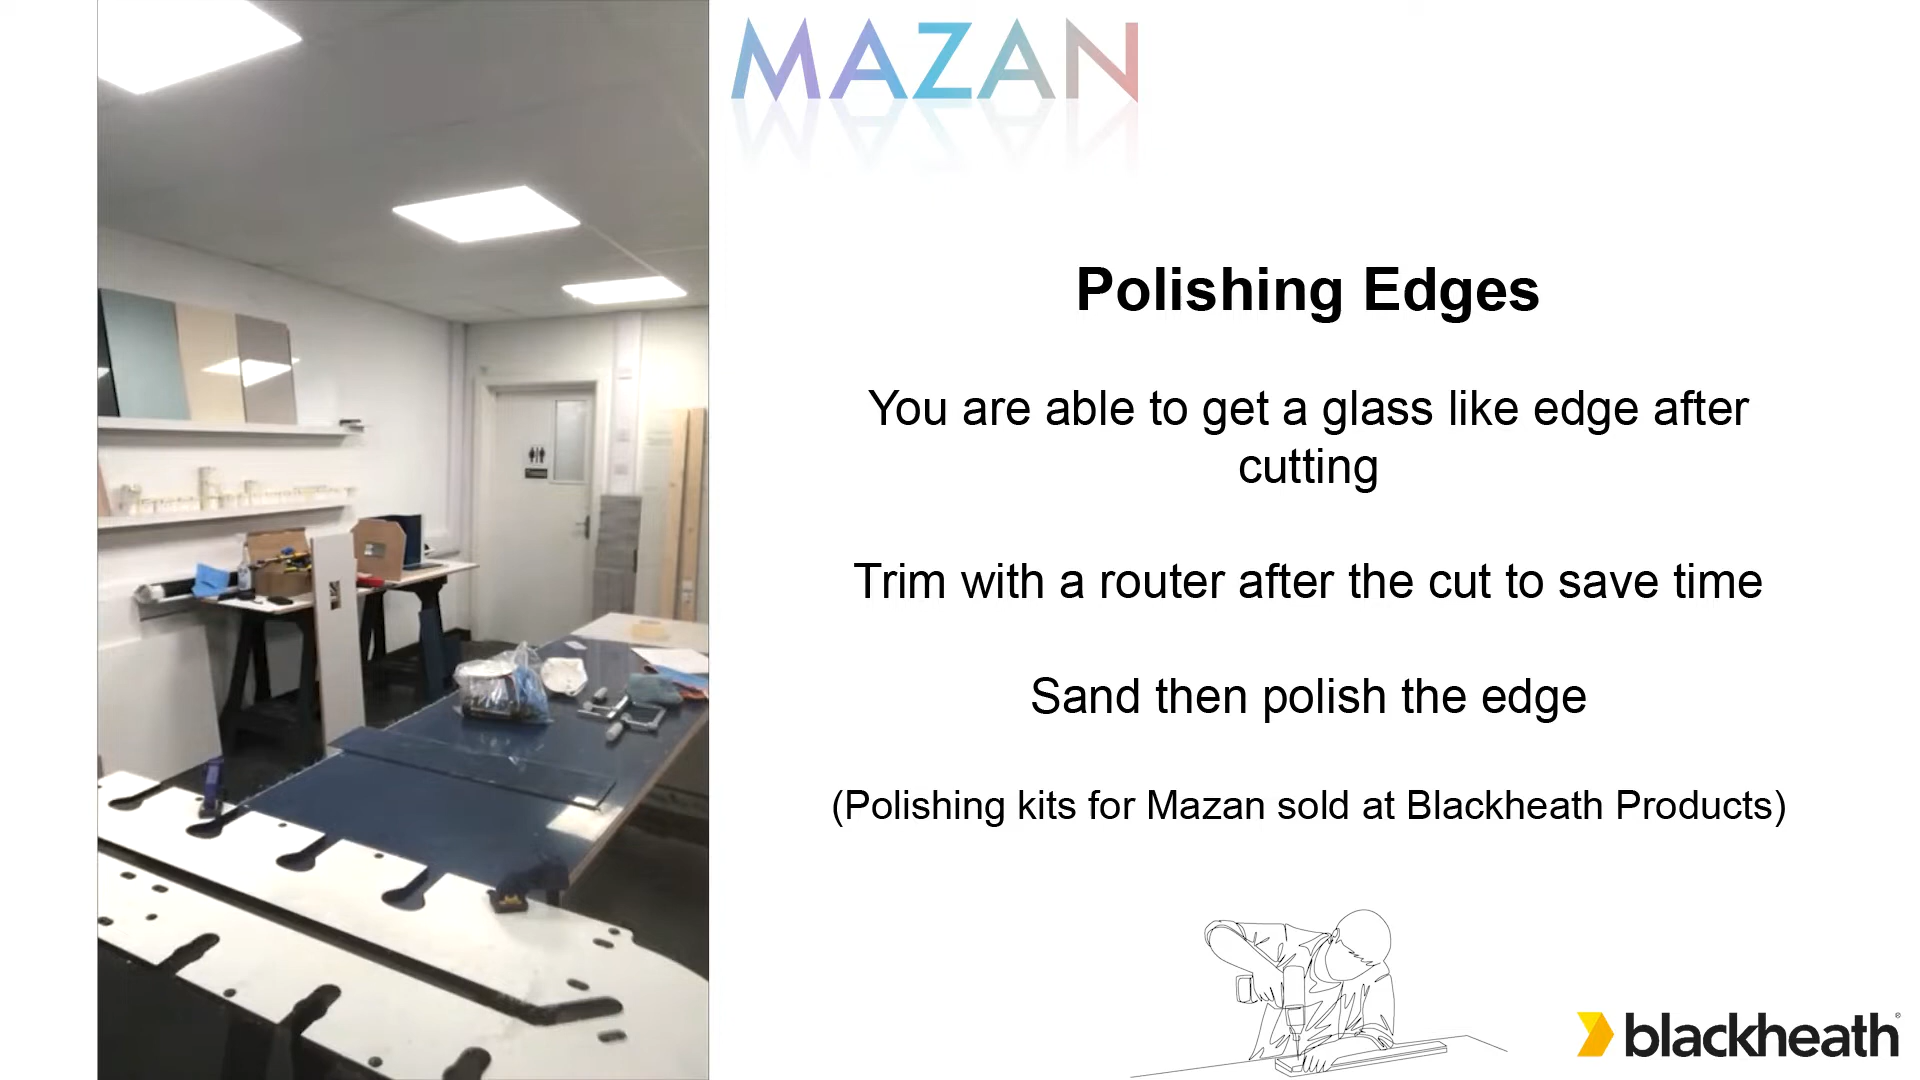 MAZAN
Polishing Edges
You are able to get a glass like edge after
cutting
Trim with a router after the cut to save time
Sand then polish the edge
(Polishing kits for Mazan sold at Blackheath Products)
blackheath®